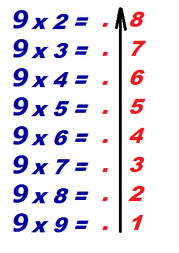 9 x 2 = . 8
9 x 3 = . 7
9 x 4 = . 6
9 x 5 = . 5
9 x 6 = . 4
9 x 7 = . 3
9 x 8 = . 2
9 x 9 = . 1